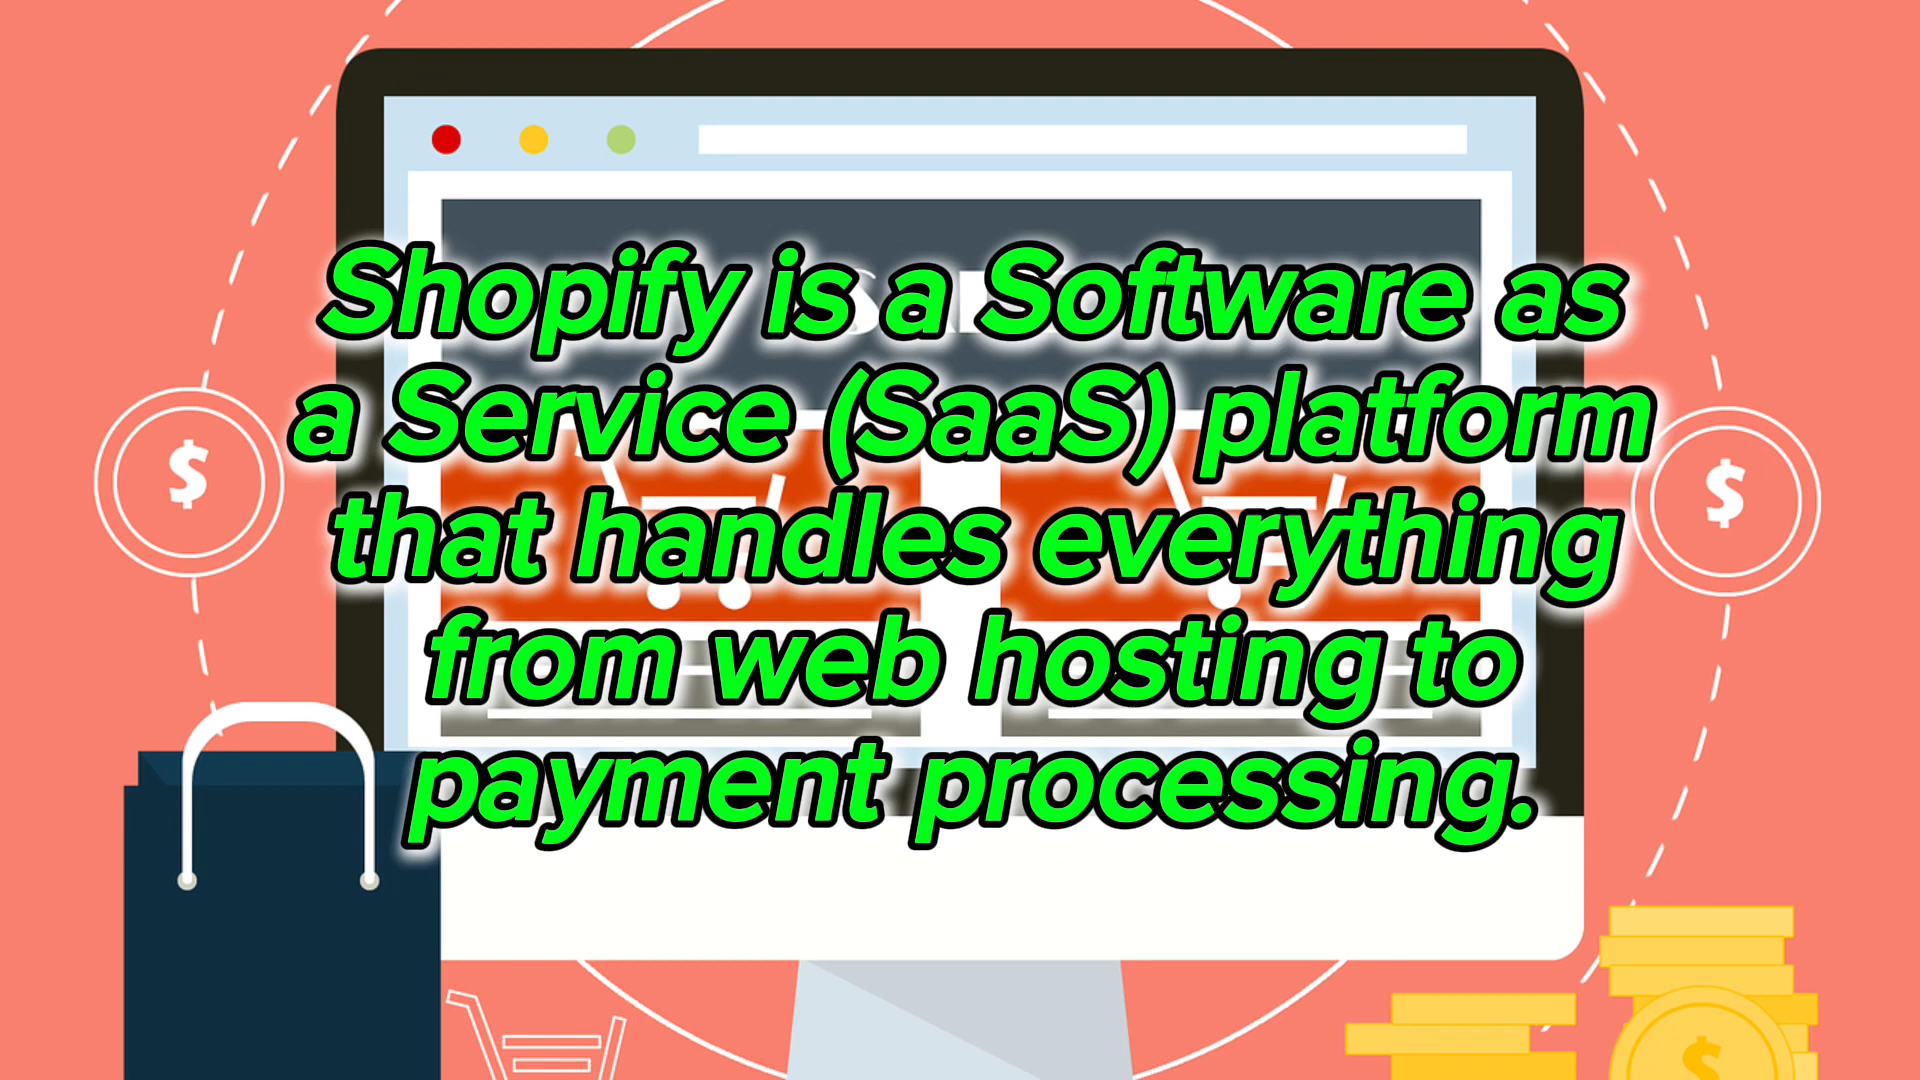 Shopify is a Software as
a Service (SaaS) platform
that handles everything
from web hosting to
payment processing.
$
$
$